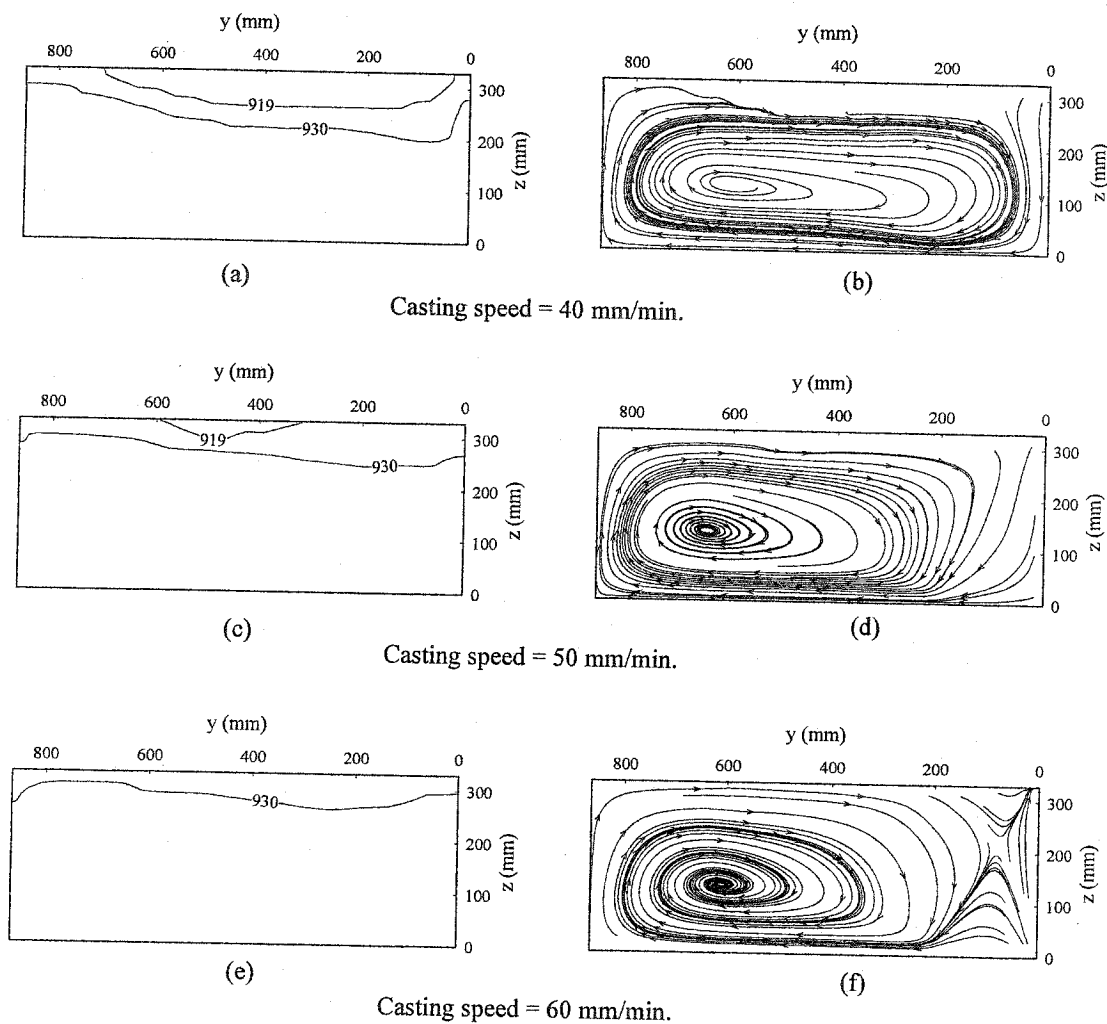 y (mm)
800 600 400 200 0
919
930
300
200
100
0
z (mm)
(a)
y (mm)
800 600 400 200 0
300
200
100
0
z (mm)
(b)
Casting speed = 40 mm/min.
y (mm)
800 600 400 200 0
919
930
300
200
100
0
z (mm)
(c)
y (mm)
800 600 400 200 0
300
200
100
0
z (mm)
(d)
Casting speed = 50 mm/min.
y (mm)
800 600 400 200 0
930
300
200
100
0
z (mm)
(e)
y (mm)
800 600 400 200 0
300
200
100
0
z (mm)
(f)
Casting speed = 60 mm/min.